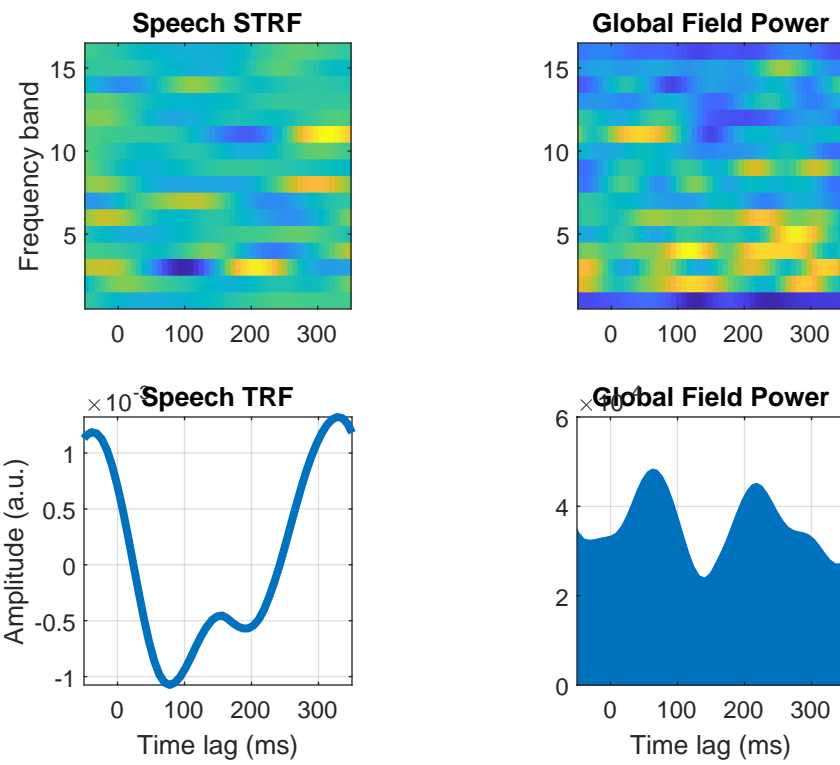 Speech STRF
Global Field Power
Frequency band
15
10
5
0 100 200 300
15
10
5
0 100 200 300
Speech TRF
Global Field Power
×10⁻³
Amplitude (a.u.)
1
0.5
0
-0.5
-1
0 100 200 300
Time lag (ms)
6
4
2
0
0 100 200 300
Time lag (ms)